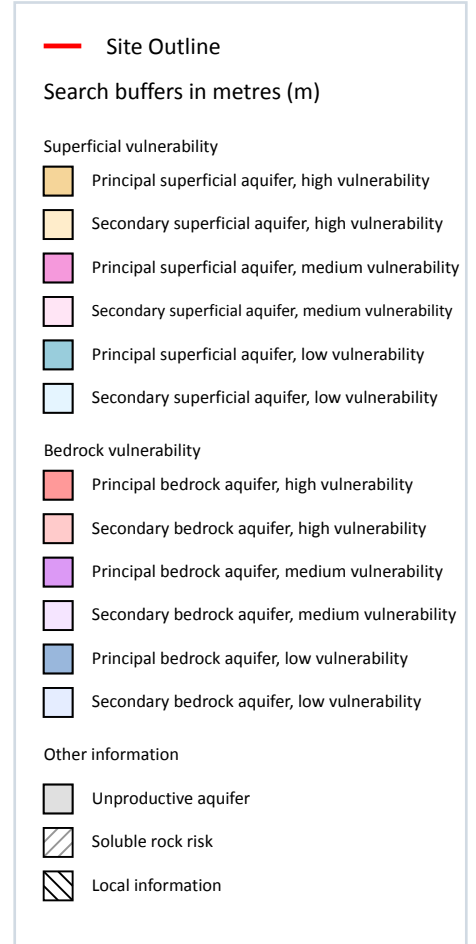 Site Outline
Search buffers in metres (m)
Superficial vulnerability
Principal superficial aquifer, high vulnerability
Secondary superficial aquifer, high vulnerability
Principal superficial aquifer, medium vulnerability
Secondary superficial aquifer, medium vulnerability
Principal superficial aquifer, low vulnerability
Secondary superficial aquifer, low vulnerability
Bedrock vulnerability
Principal bedrock aquifer, high vulnerability
Secondary bedrock aquifer, high vulnerability
Principal bedrock aquifer, medium vulnerability
Secondary bedrock aquifer, medium vulnerability
Principal bedrock aquifer, low vulnerability
Secondary bedrock aquifer, low vulnerability
Other information
Unproductive aquifer
Soluble rock risk
Local information